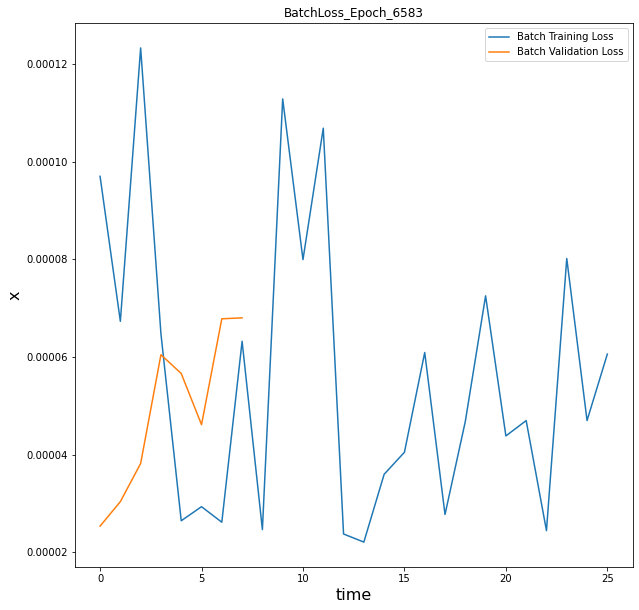 BatchLoss_Epoch_6583
Batch Training Loss
Batch Validation Loss
0.00012
0.00010
0.00008
0.00006
0.00004
0.00002
x
0 5 10 15 20 25
time